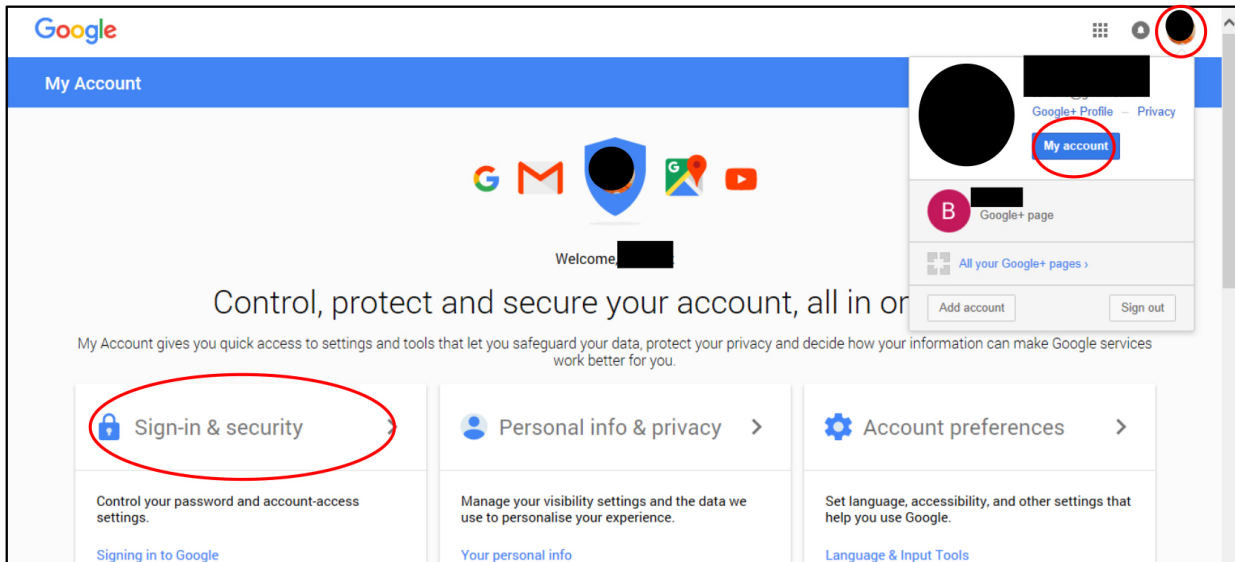 Google
My Account
Google+ Profile – Privacy
My account
B
Google+ page
All your Google+ pages ›
Add account
Sign out
G
Welcome,
Control, protect and secure your account, all in
My Account gives you quick access to settings and tools that let you safeguard your data, protect your privacy and decide how your information can make Google services
work better for you.
Sign-in & security
Control your password and account-access
settings.
Signing in to Google
Personal info & privacy
Manage your visibility settings and the data we
use to personalise your experience.
Your personal info
Account preferences
Set language, accessibility, and other settings that
help you use Google.
Language & Input Tools